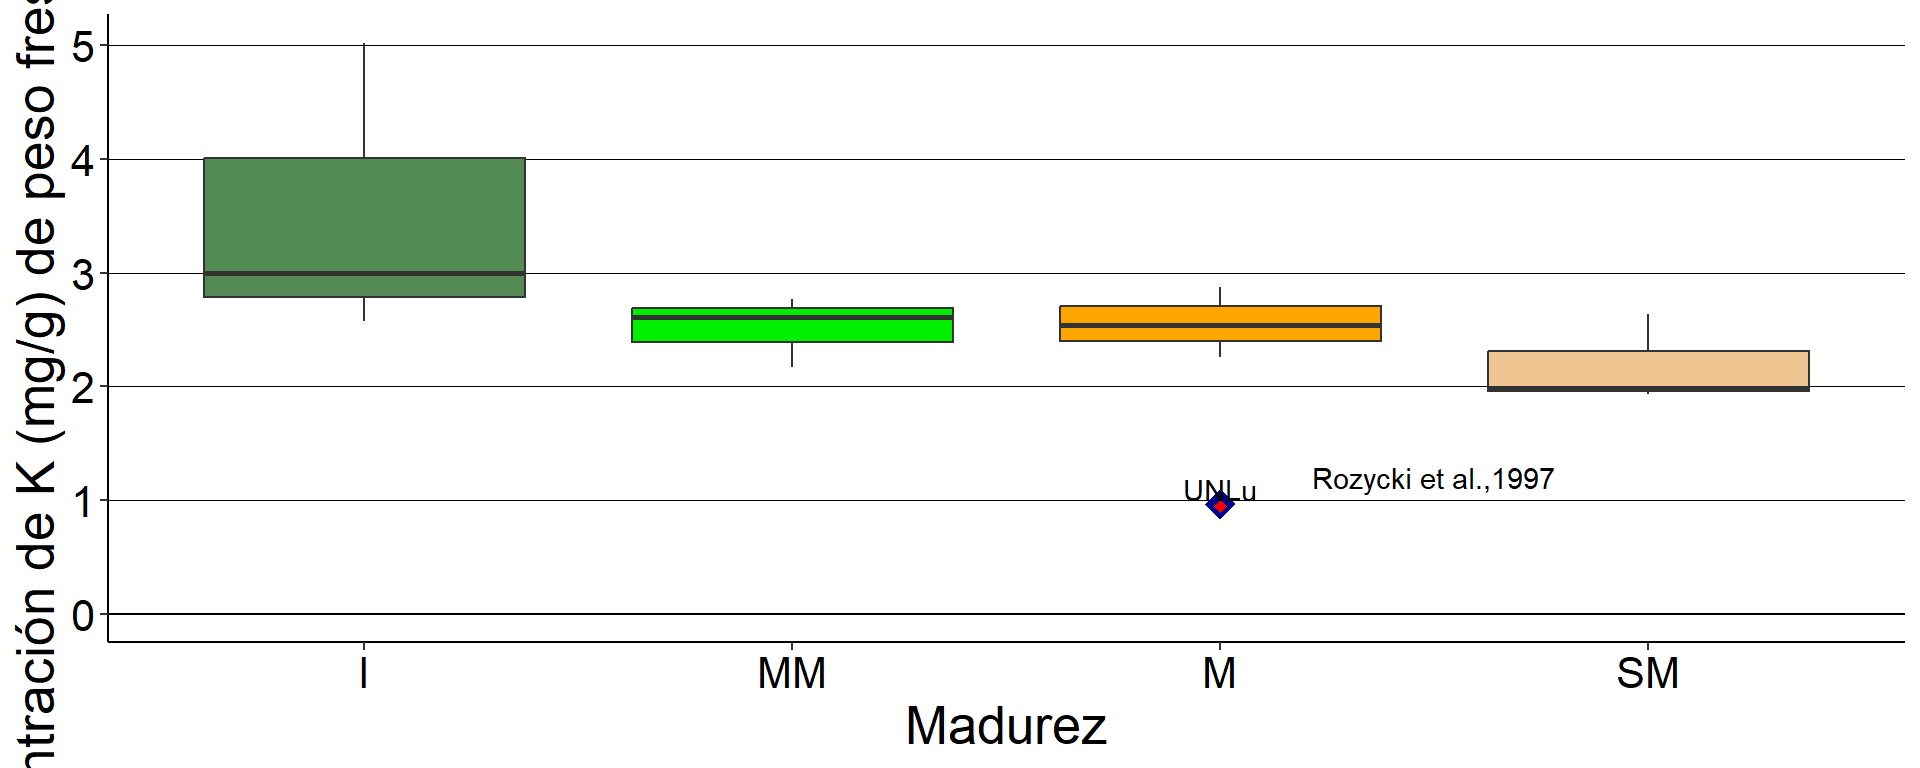 ntración de K (mg/g) de peso fres
5
4
3
2
1
0
UNLu
Rozycki et al.,1997
I MM M SM
Madurez